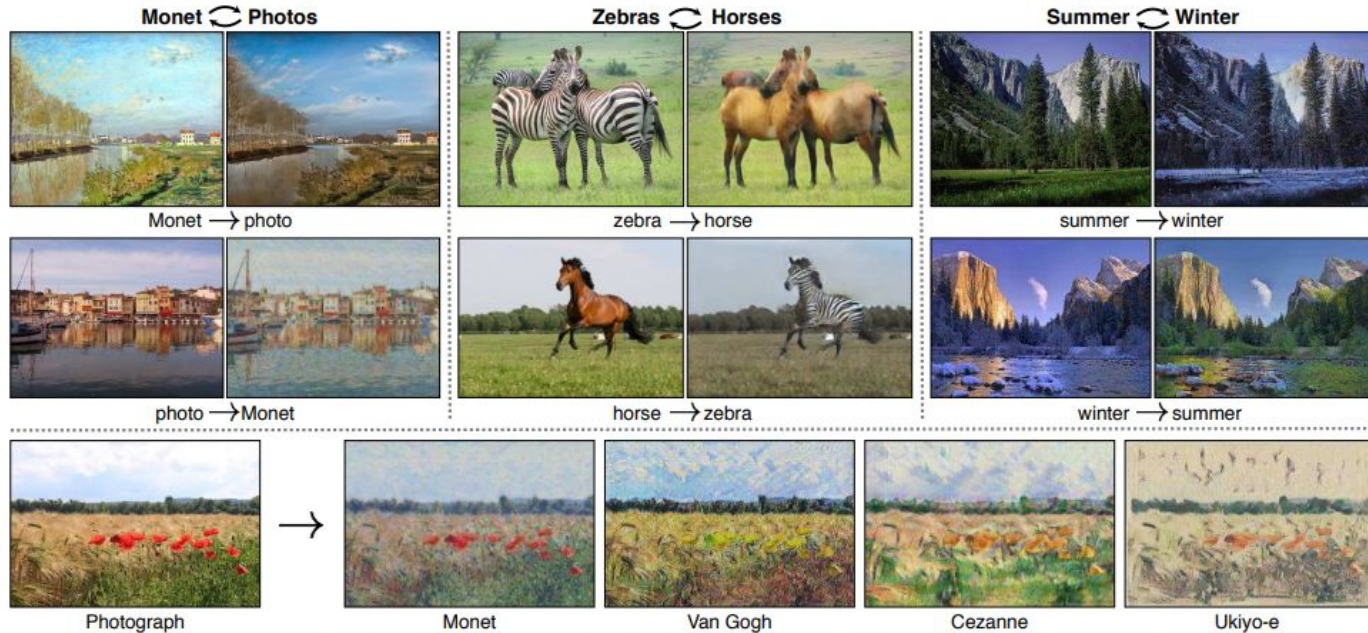 Monet ⇄ Photos
Zebras ⇄ Horses
Summer ⇄ Winter
Monet → photo
zebra → horse
summer → winter
photo → Monet
horse → zebra
winter → summer
Photograph
Monet
Van Gogh
Cezanne
Ukiyo-e